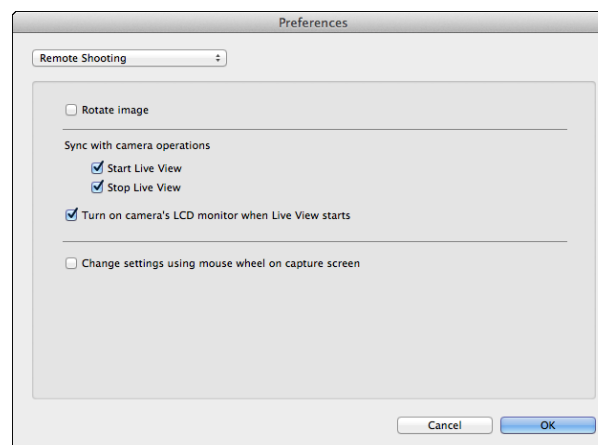 Preferences
Remote Shooting
Rotate image
Sync with camera operations
Start Live View
Stop Live View
Turn on camera's LCD monitor when Live View starts
Change settings using mouse wheel on capture screen
Cancel OK